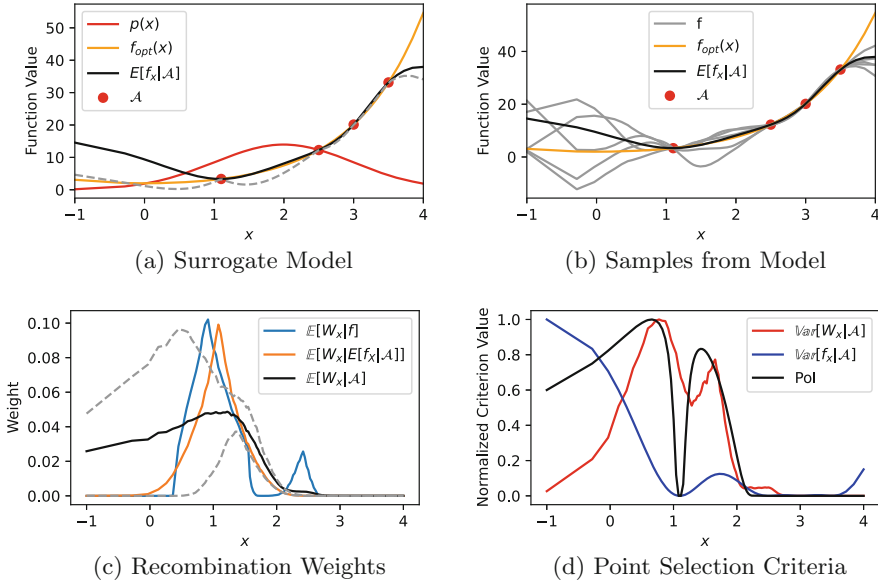 p(x)
f_opt(x)
E[f_x|𝒜]
𝒜
Function Value
50
40
30
20
10
0
−1
0
1
2
3
4
x
(a) Surrogate Model
f
f_opt(x)
E[f_x|𝒜]
𝒜
Function Value
40
20
0
−1
0
1
2
3
4
x
(b) Samples from Model
𝔼[W_x|f]
𝔼[W_x|E[f_X|𝒜]]
𝔼[W_x|𝒜]
Weight
0.10
0.08
0.06
0.04
0.02
0.00
−1
0
1
2
3
4
x
(c) Recombination Weights
𝕍ar[W_x|𝒜]
𝕍ar[f_x|𝒜]
PoI
Normalized Criterion Value
1.0
0.8
0.6
0.4
0.2
0.0
−1
0
1
2
3
4
x
(d) Point Selection Criteria